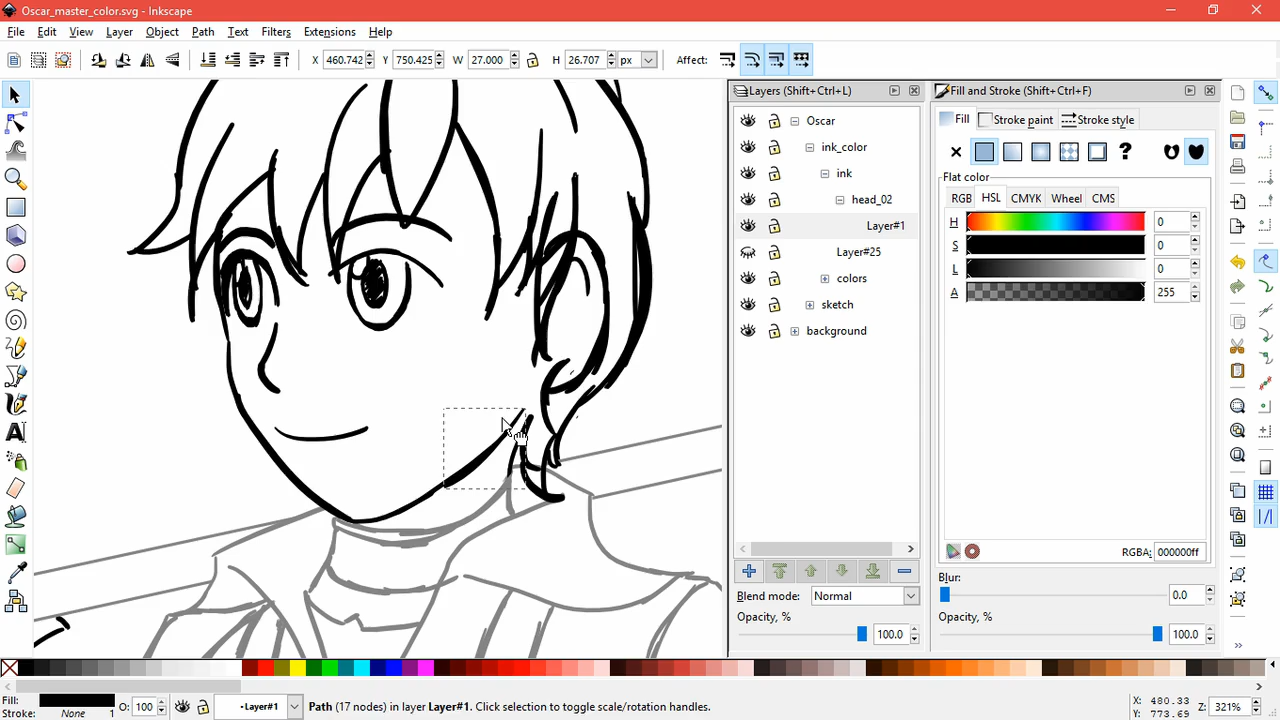 Oscar_master_color.svg - Inkscape
File Edit View Layer Object Path Text Filters Extensions Help
X 460.742 Y 750.425 W 27.000 H 26.707 px Affect:
Layers (Shift+Ctrl+L)
Oscar
ink_color
ink
head_02
Layer#1
Layer#25
colors
sketch
background
Blend mode: Normal
Opacity, %
100.0
Fill and Stroke (Shift+Ctrl+F)
Fill Stroke paint Stroke style
?
Flat color
RGB HSL CMYK Wheel CMS
H 0
S 0
L 0
A 255
RGBA: 000000ff
Blur:
0.0
Opacity, %
100.0
Fill:
Stroke: None 1
O: 100
•Layer#1
Path (17 nodes) in layer Layer#1. Click selection to toggle scale/rotation handles.
X: 480.33
Y: 773.65
Z: 321%